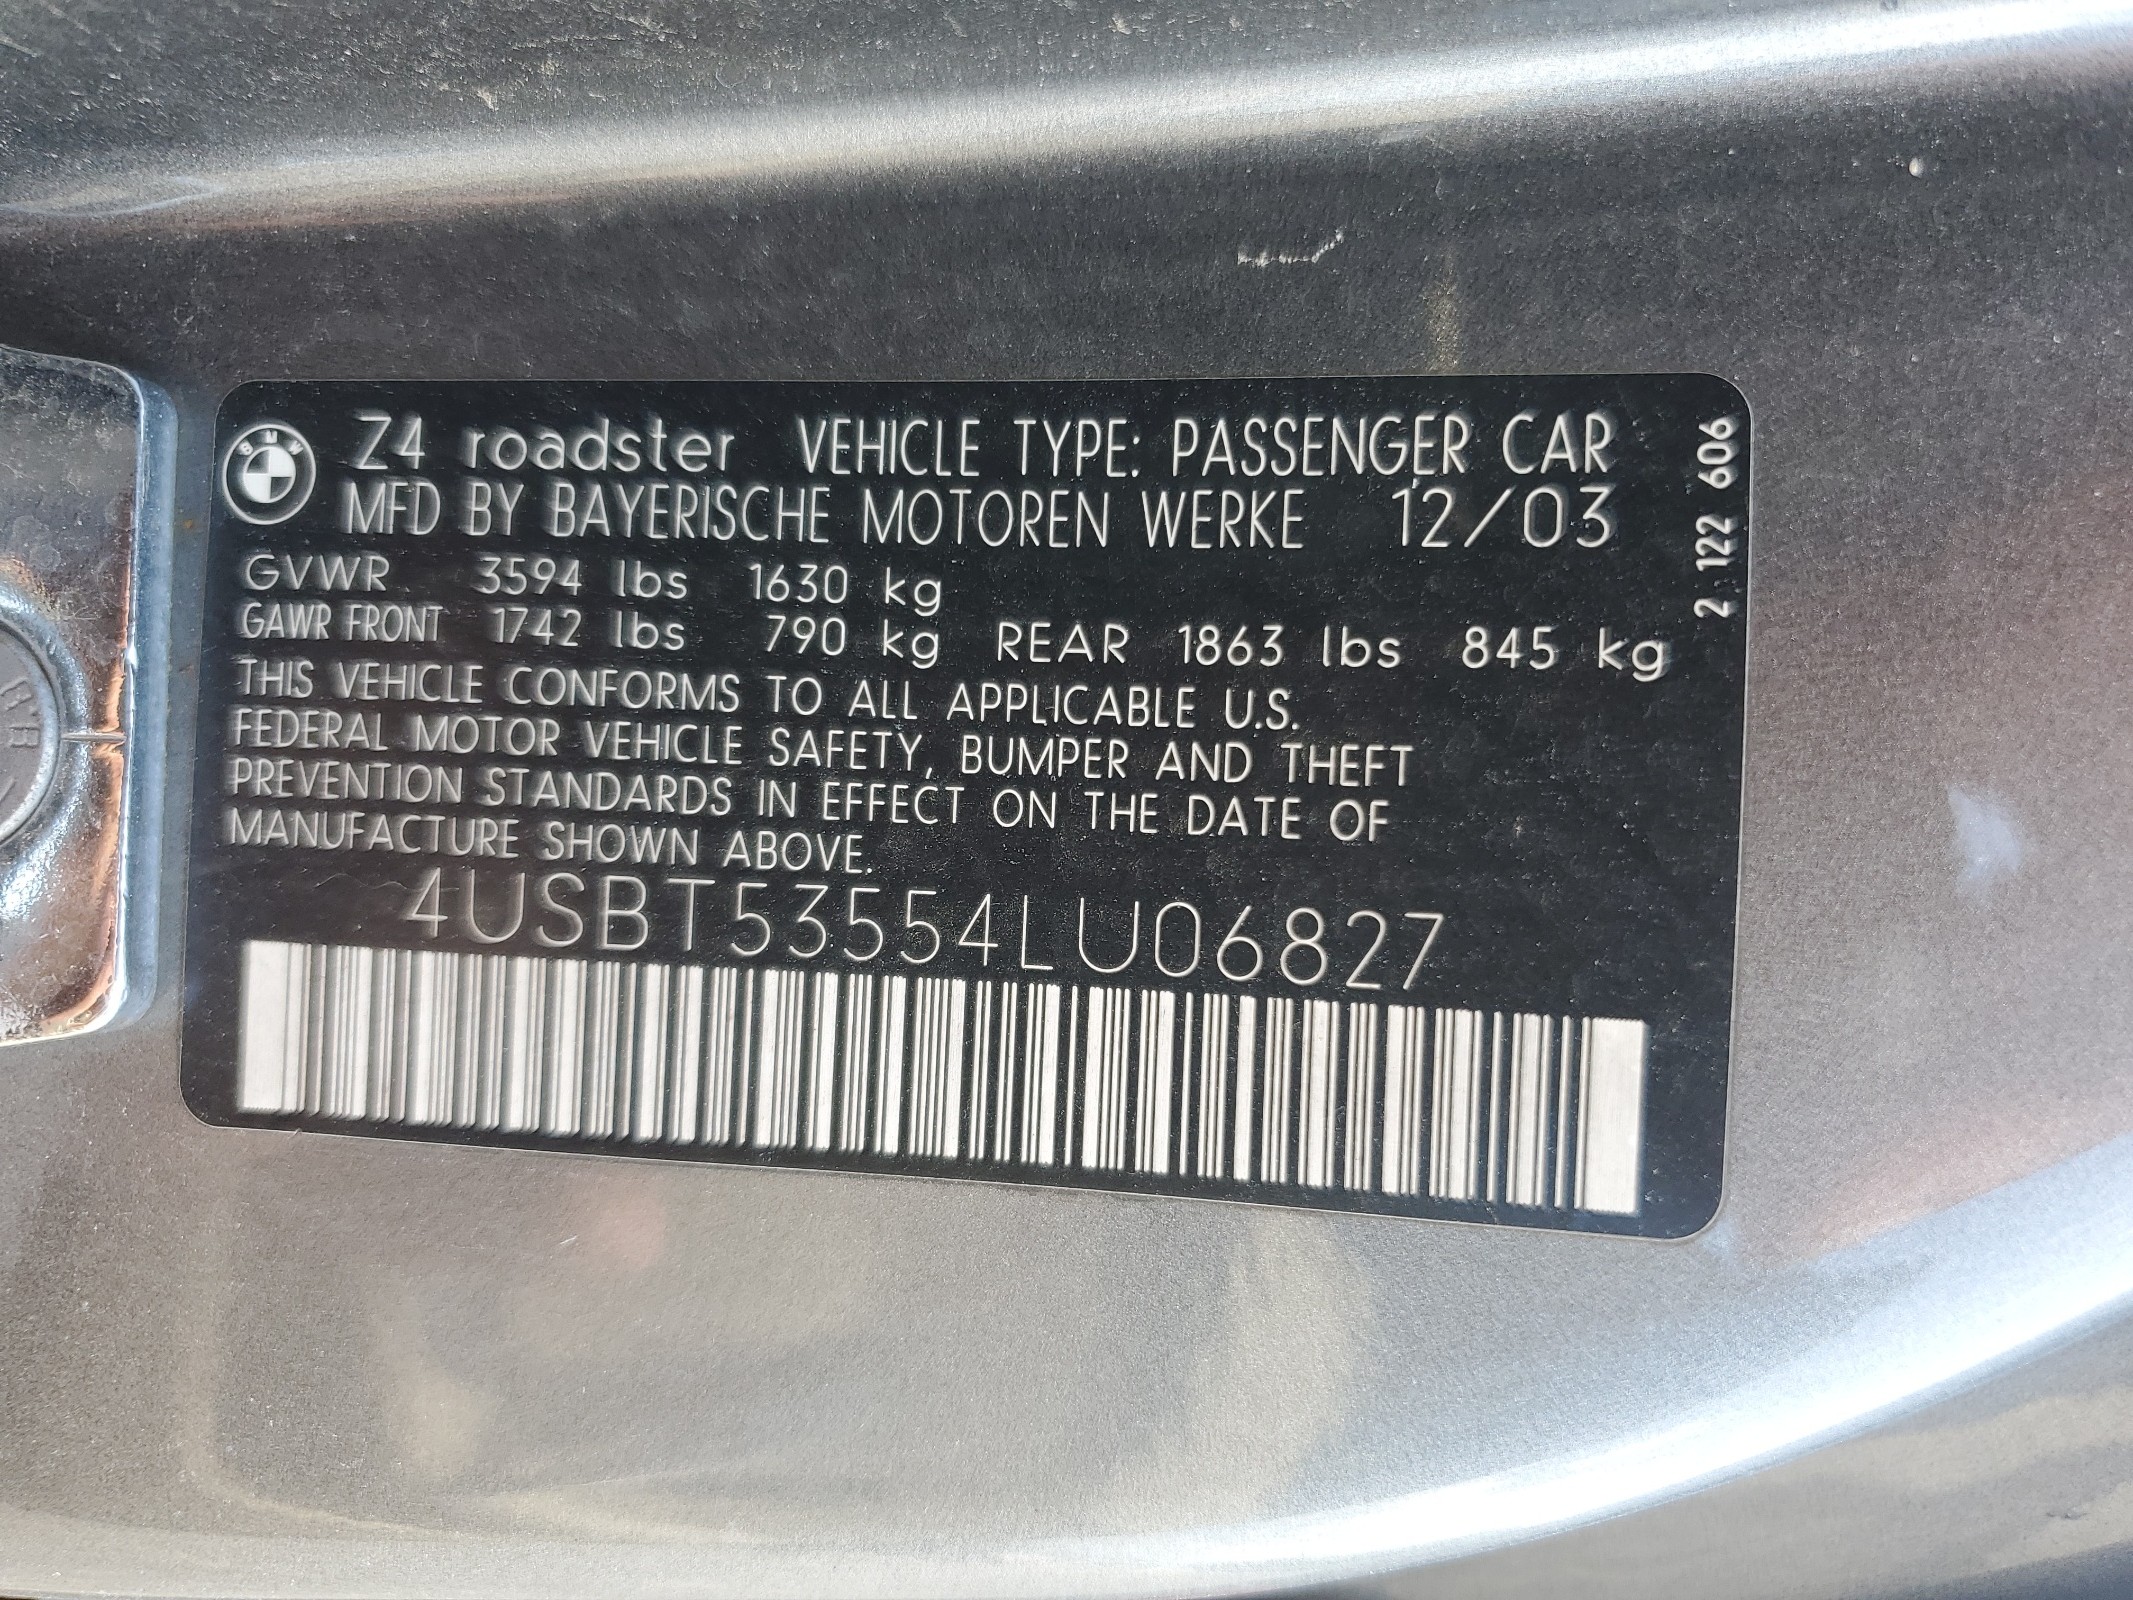 Z4 roadster VEHICLE TYPE: PASSENGER CAR
MFD BY BAYERISCHE MOTOREN WERKE 12/03
GVWR 3594 lbs 1630 kg
GAWR FRONT 1742 lbs 790 kg REAR 1863 lbs 845 kg
THIS VEHICLE CONFORMS TO ALL APPLICABLE U.S.
FEDERAL MOTOR VEHICLE SAFETY, BUMPER AND THEFT
PREVENTION STANDARDS IN EFFECT ON THE DATE OF
MANUFACTURE SHOWN ABOVE.
4USBT53554LU06827
2 122 606
BMW